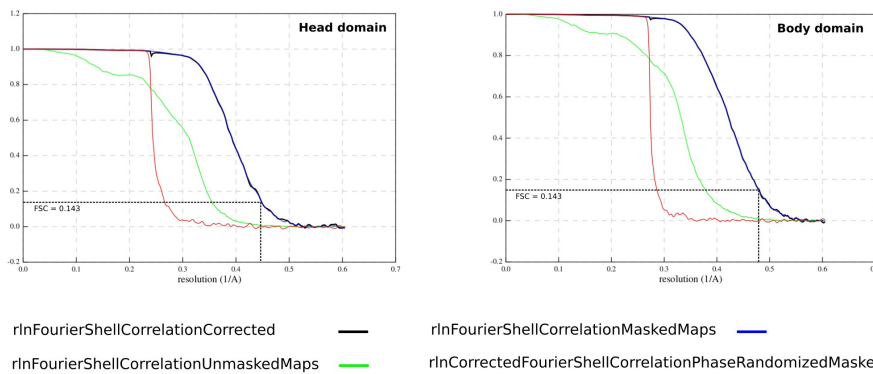 Head domain
1.0
0.8
0.6
0.4
0.2
0.0
-0.2
FSC = 0.143
0.0 0.1 0.2 0.3 0.4 0.5 0.6 0.7
resolution (1/A)
Body domain
1.0
0.8
0.6
0.4
0.2
0.0
-0.2
FSC = 0.143
0.0 0.1 0.2 0.3 0.4 0.5 0.6 0.7
resolution (1/A)
rlnFourierShellCorrelationCorrected
rlnFourierShellCorrelationMaskedMaps
rlnFourierShellCorrelationUnmaskedMaps
rlnCorrectedFourierShellCorrelationPhaseRandomizedMaske